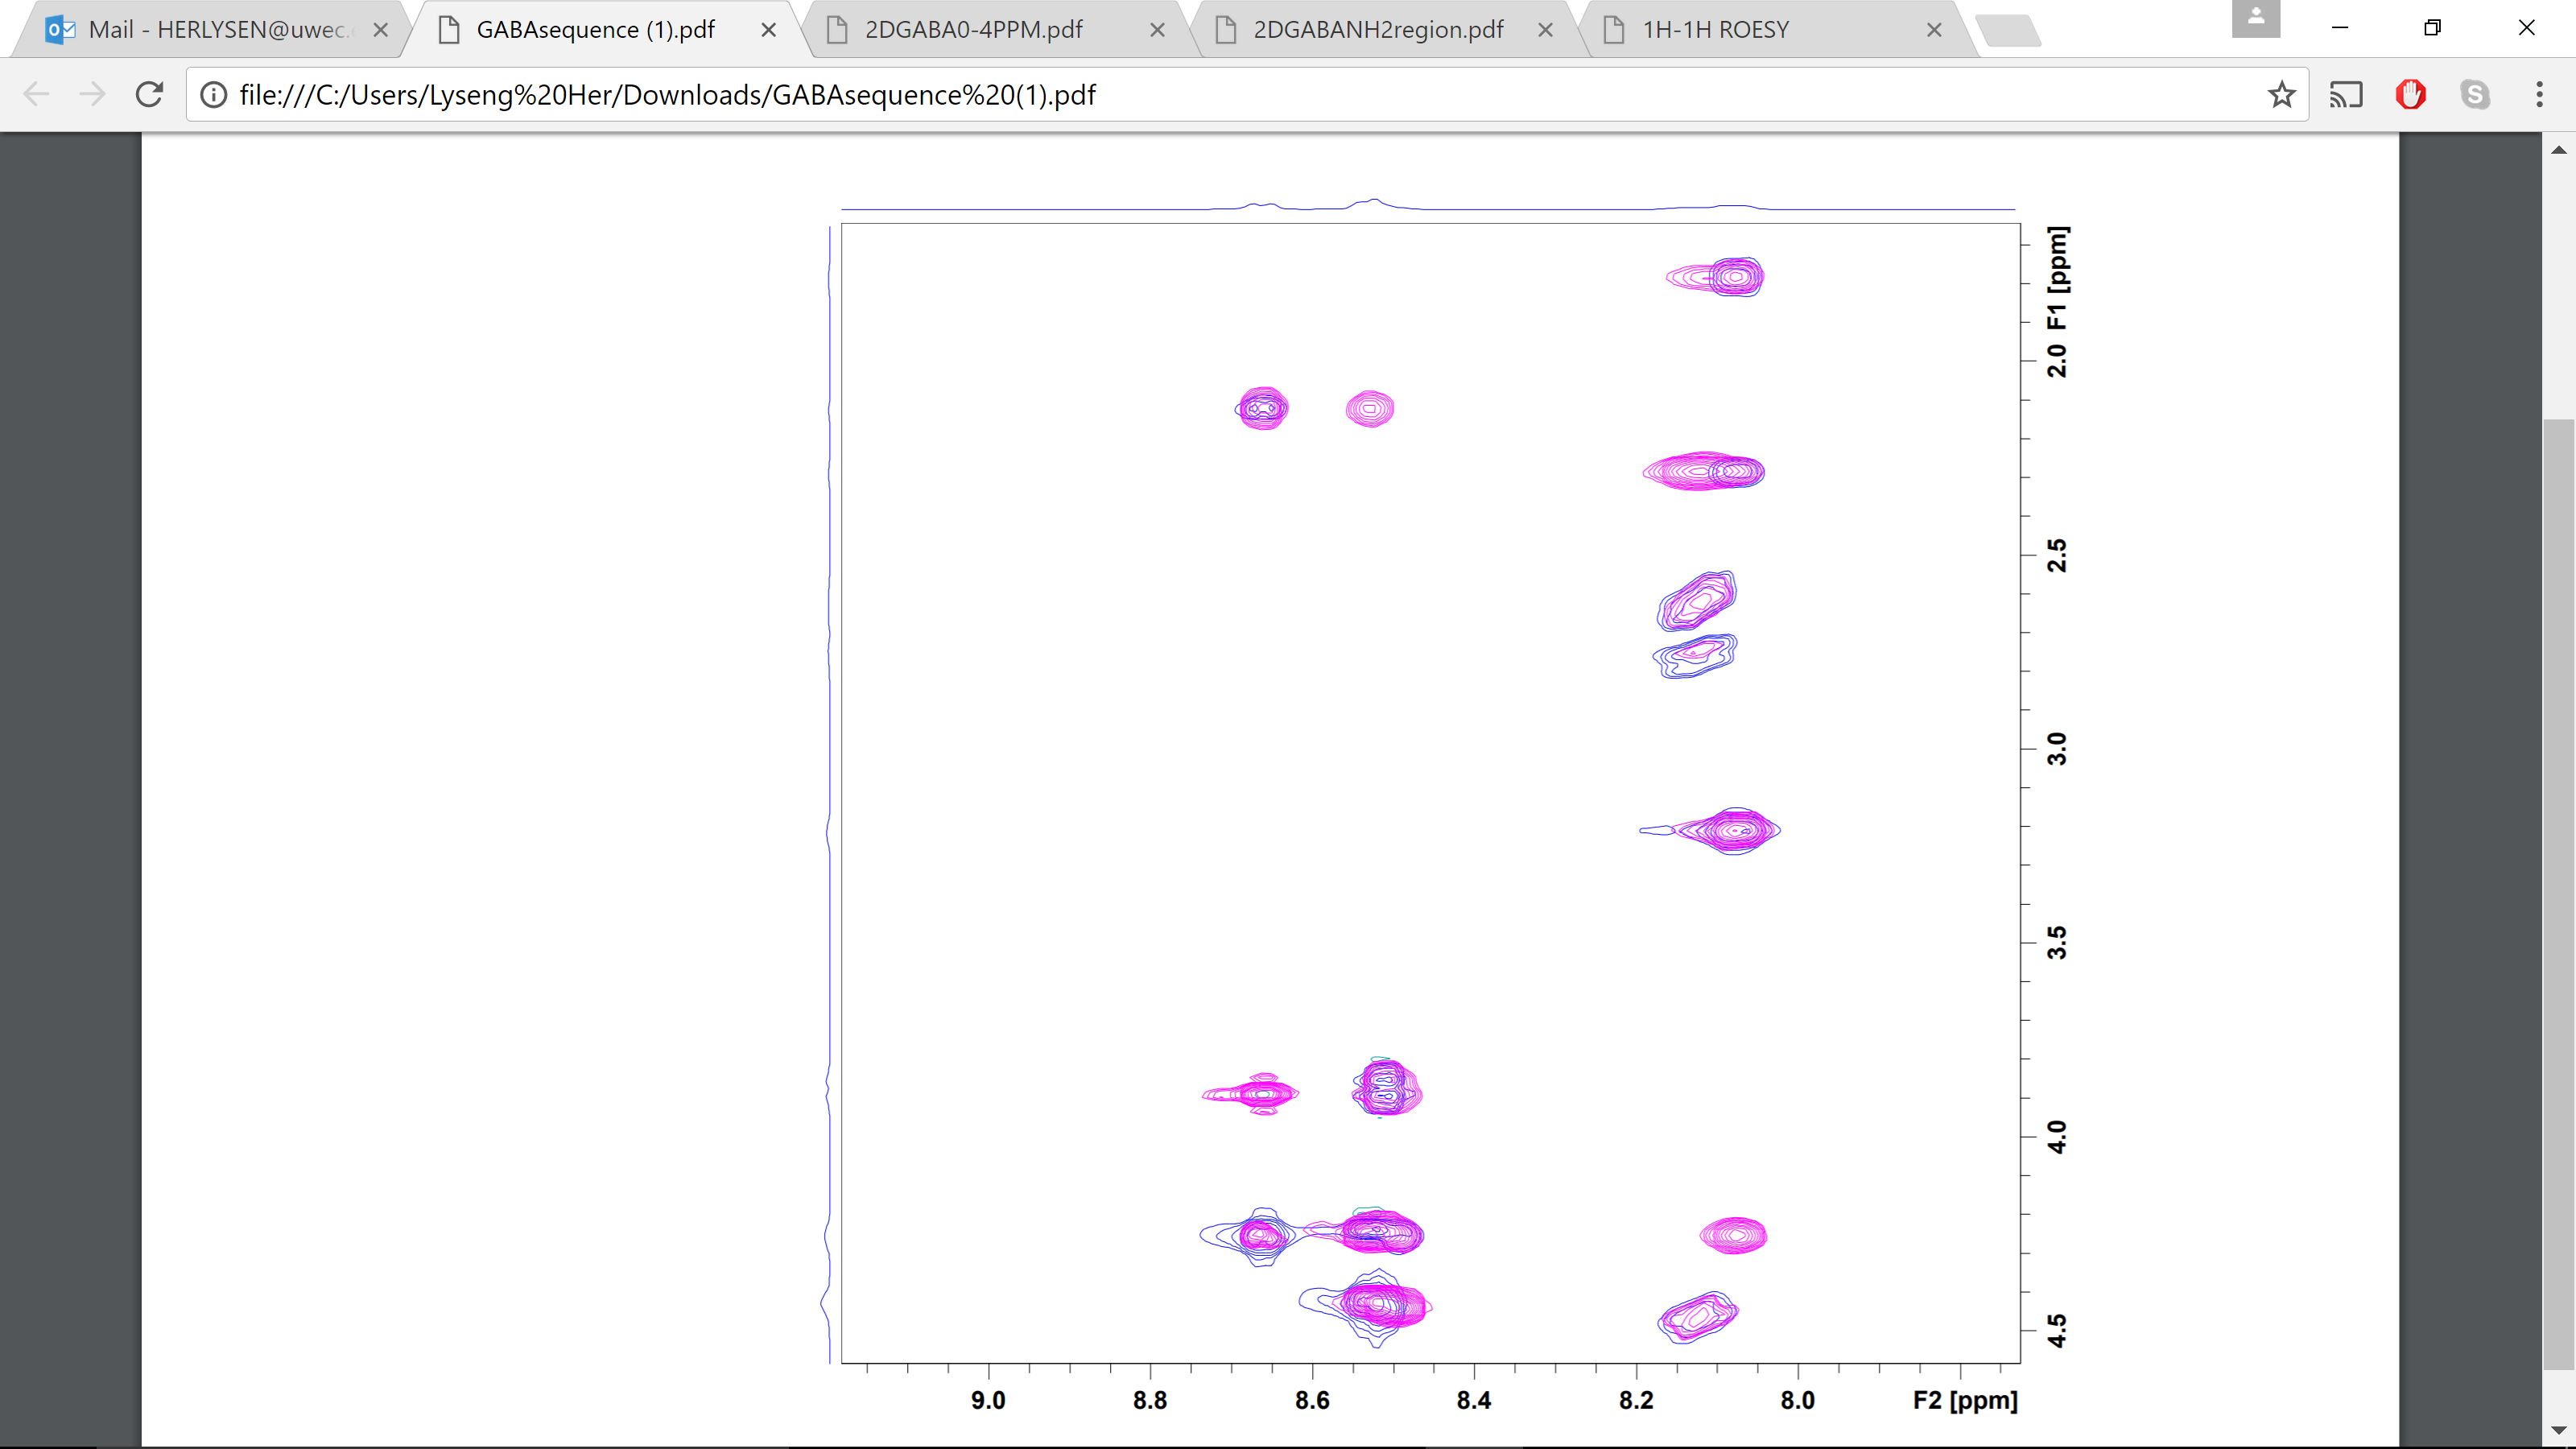 Mail - HERLYSEN@uwec.
GABAsequence (1).pdf
2DGABA0-4PPM.pdf
2DGABANH2region.pdf
1H-1H ROESY
file:///C:/Users/Lyseng%20Her/Downloads/GABAsequence%20(1).pdf
F1 [ppm]
2.0
2.5
3.0
3.5
4.0
4.5
9.0 8.8 8.6 8.4 8.2 8.0 F2 [ppm]